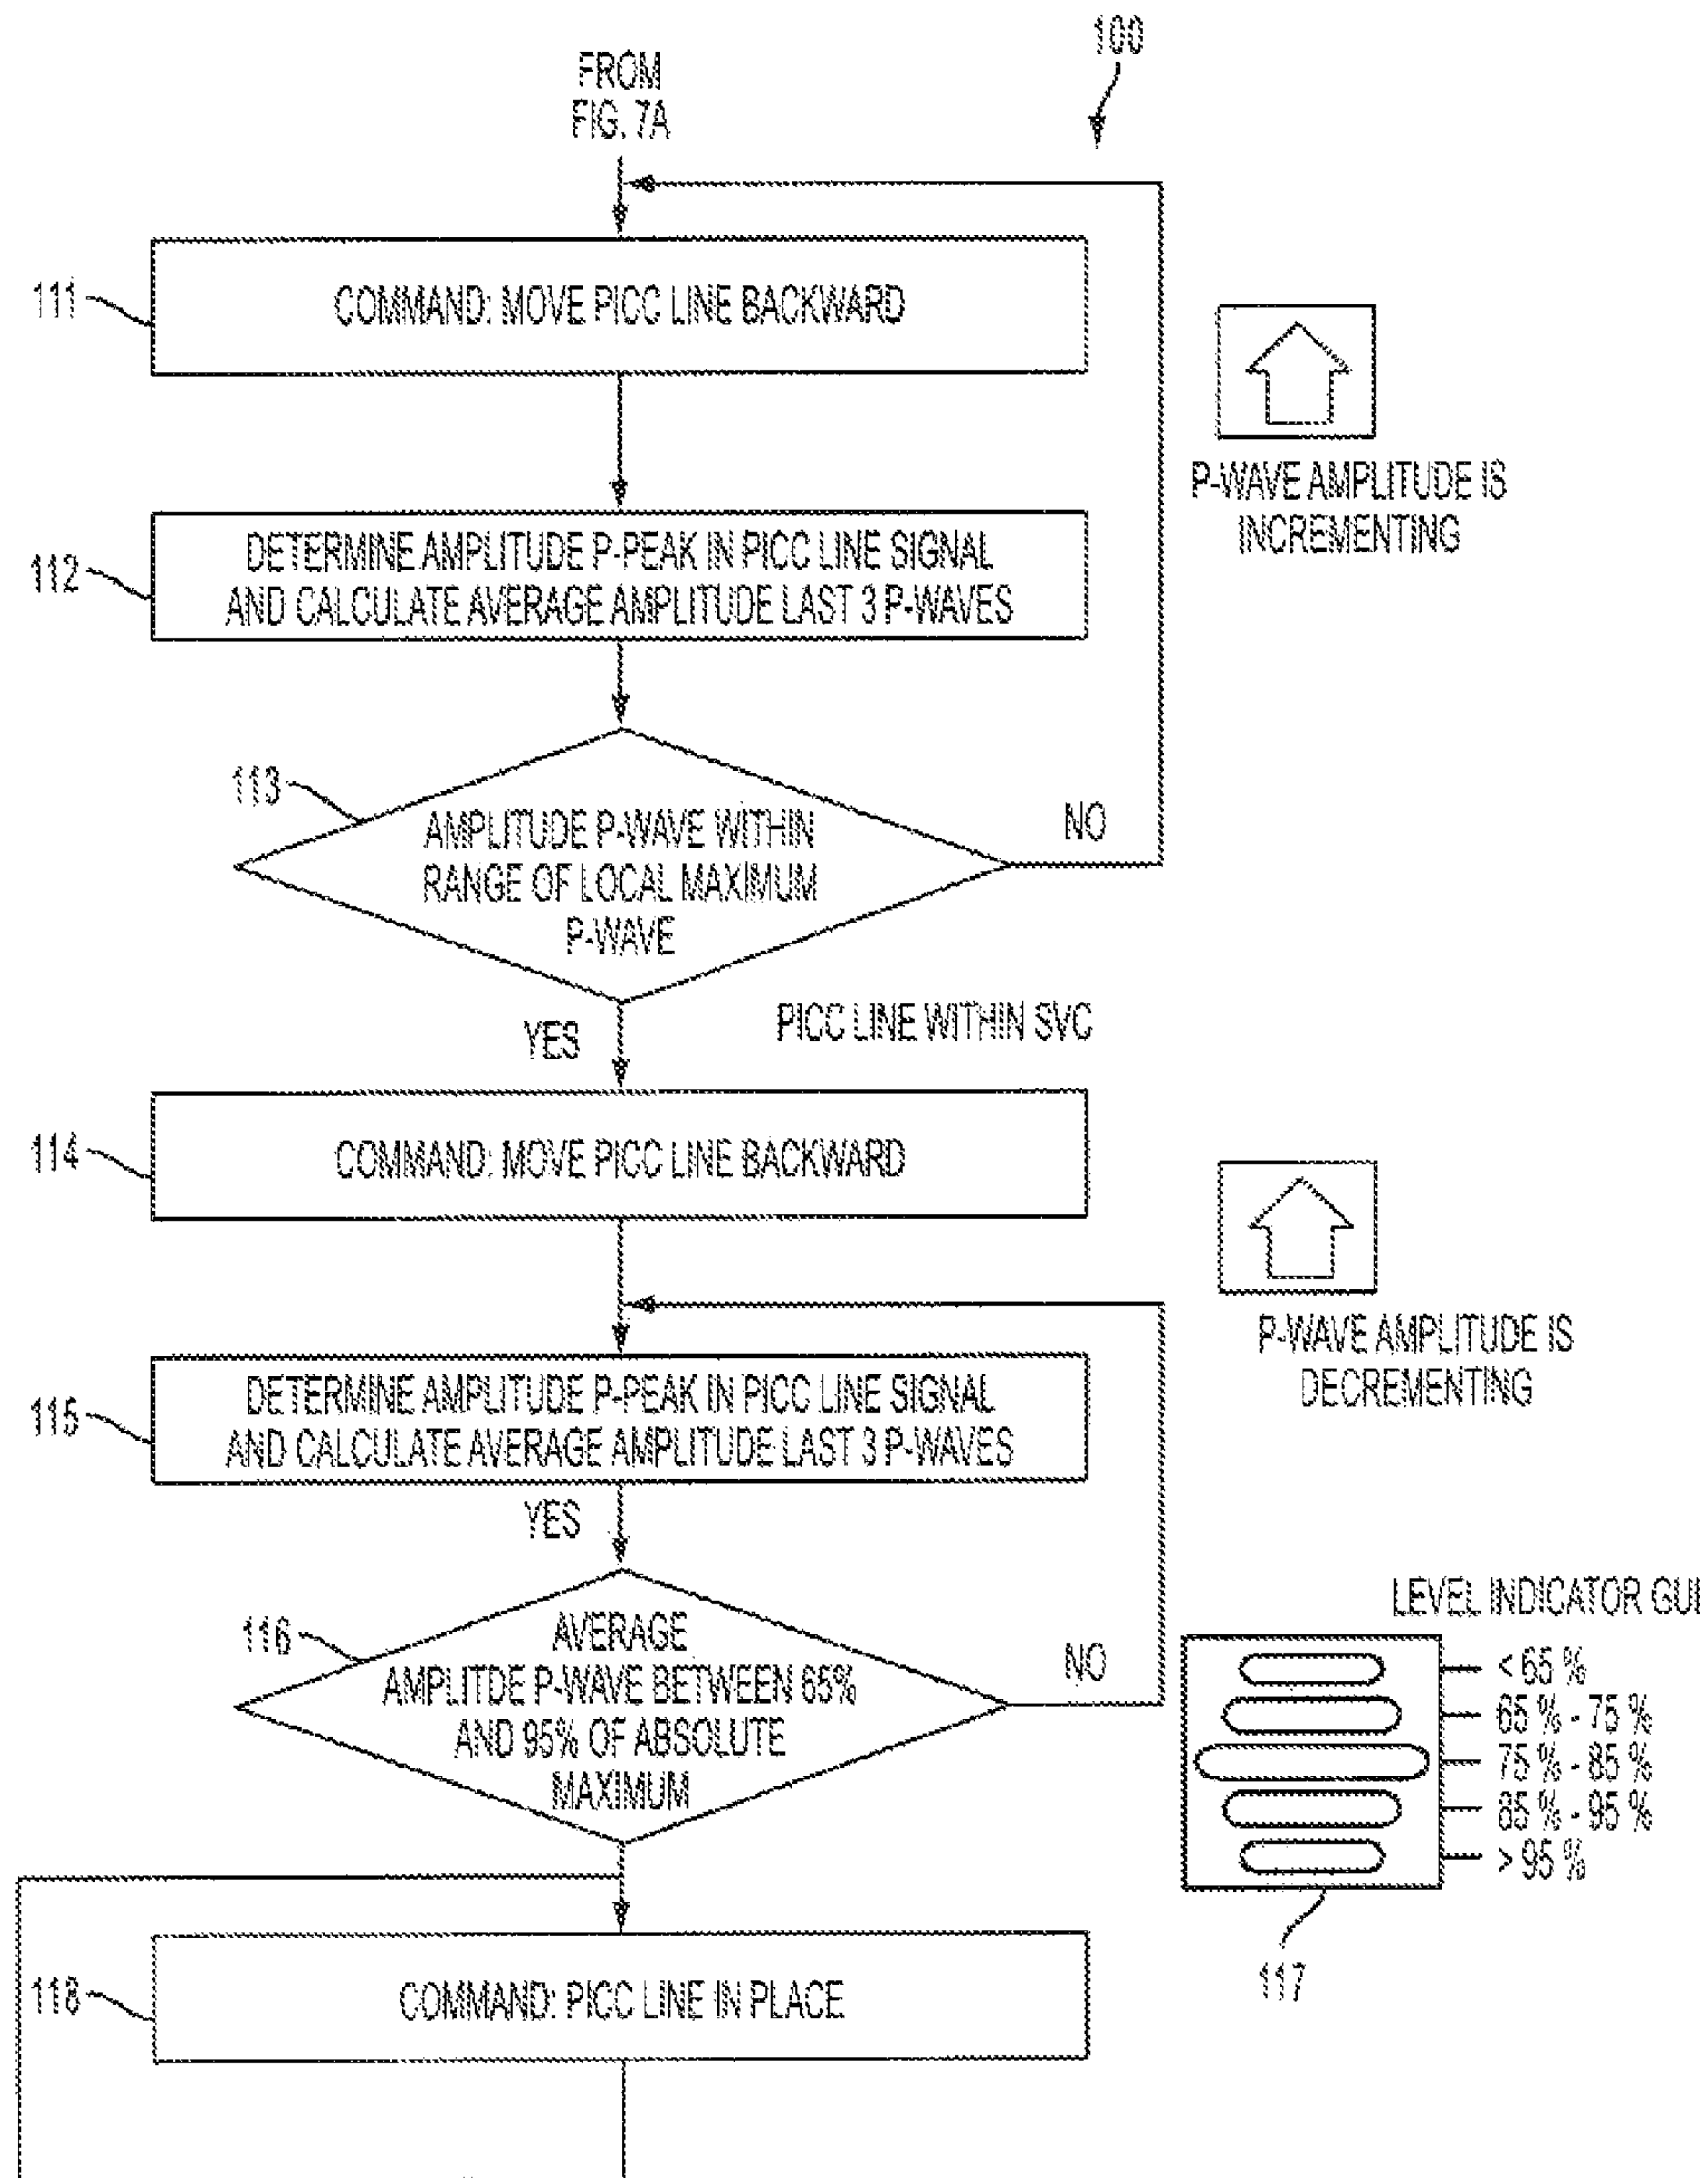 100
FROM
FIG. 7A
111
COMMAND: MOVE PICC LINE BACKWARD
P-WAVE AMPLITUDE IS
INCREMENTING
112
DETERMINE AMPLITUDE P-PEAK IN PICC LINE SIGNAL
AND CALCULATE AVERAGE AMPLITUDE LAST 3 P-WAVES
113
AMPLITUDE P-WAVE WITHIN
RANGE OF LOCAL MAXIMUM
P-WAVE
NO
YES
PICC LINE WITHIN SVC
114
COMMAND: MOVE PICC LINE BACKWARD
P-WAVE AMPLITUDE IS
DECREMENTING
115
DETERMINE AMPLITUDE P-PEAK IN PICC LINE SIGNAL
AND CALCULATE AVERAGE AMPLITUDE LAST 3 P-WAVES
YES
116
AVERAGE
AMPLITDE P-WAVE BETWEEN 65%
AND 95% OF ABSOLUTE
MAXIMUM
NO
LEVEL INDICATOR GUI
< 65 %
65 % - 75 %
75 % - 85 %
85 % - 95 %
> 95 %
117
118
COMMAND: PICC LINE IN PLACE